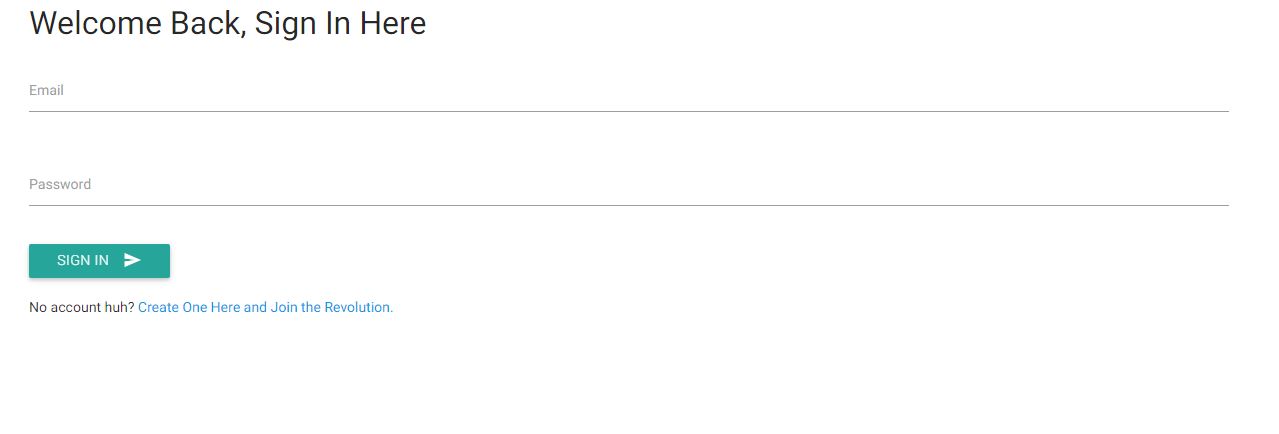 Welcome Back, Sign In Here
Email
Password
SIGN IN
No account huh? Create One Here and Join the Revolution.